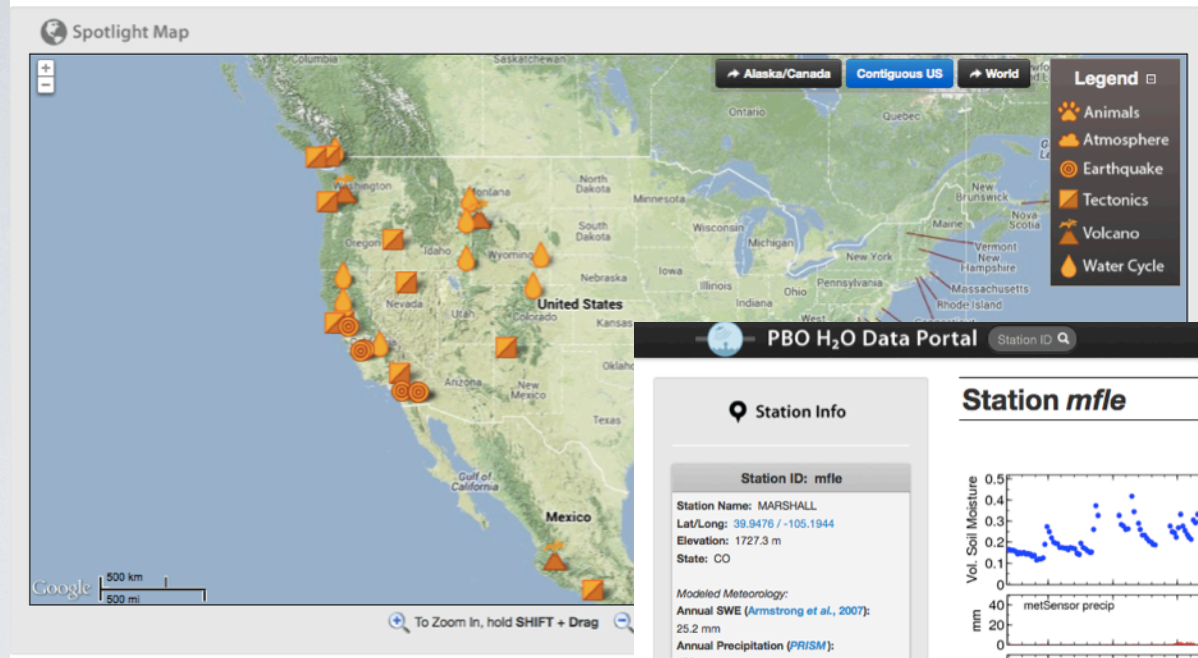 Spotlight Map
+
−
Columbia
Saskatchewan
Alaska/Canada
Contiguous US
World
Legend
Animals
Atmosphere
Earthquake
Tectonics
Volcano
Water Cycle
Ontario
Quebec
New
Brunswick
Nova
Scotia
Maine
Vermont
New
Hampshire
Massachusetts
Rhode Island
Washington
Montana
North
Dakota
Minnesota
South
Dakota
Wisconsin
Michigan
New York
Oregon
Idaho
Wyoming
Nebraska
Iowa
Illinois
Ohio
Pennsylvania
Indiana
Nevada
Utah
Colorado
United States
Kansas
West
Arizona
New
Mexico
Oklaho
Texas
Gulf of
California
Mexico
Google
500 km
500 mi
To Zoom In, hold SHIFT + Drag
PBO H₂O Data Portal
Station ID
Station Info
Station ID: mfle
Station Name: MARSHALL
Lat/Long: 39.9476 / -105.1944
Elevation: 1727.3 m
State: CO
Modeled Meteorology:
Annual SWE (Armstrong et al., 2007):
25.2 mm
Annual Precipitation (PRISM):
Station mfle
Vol. Soil Moisture
0.5
0.4
0.3
0.2
0.1
0
metSensor precip
mm
40
20
0